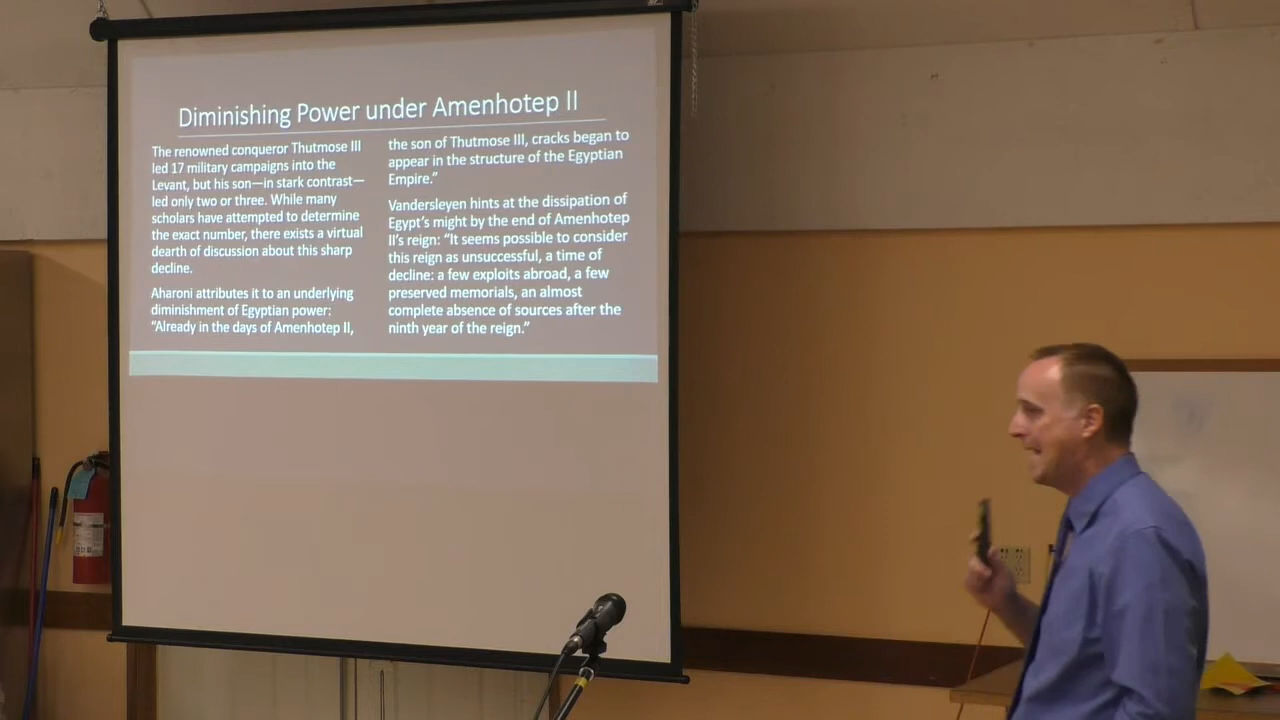 Diminishing Power under Amenhotep II
The renowned conqueror Thutmose III
led 17 military campaigns into the
Levant, but his son—in stark contrast—
led only two or three. While many
scholars have attempted to determine
the exact number, there exists a virtual
dearth of discussion about this sharp
decline.
Aharoni attributes it to an underlying
diminishment of Egyptian power:
"Already in the days of Amenhotep II,
the son of Thutmose III, cracks began to
appear in the structure of the Egyptian
Empire."
Vandersleyen hints at the dissipation of
Egypt's might by the end of Amenhotep
II's reign: "It seems possible to consider
this reign as unsuccessful, a time of
decline: a few exploits abroad, a few
preserved memorials, an almost
complete absence of sources after the
ninth year of the reign."